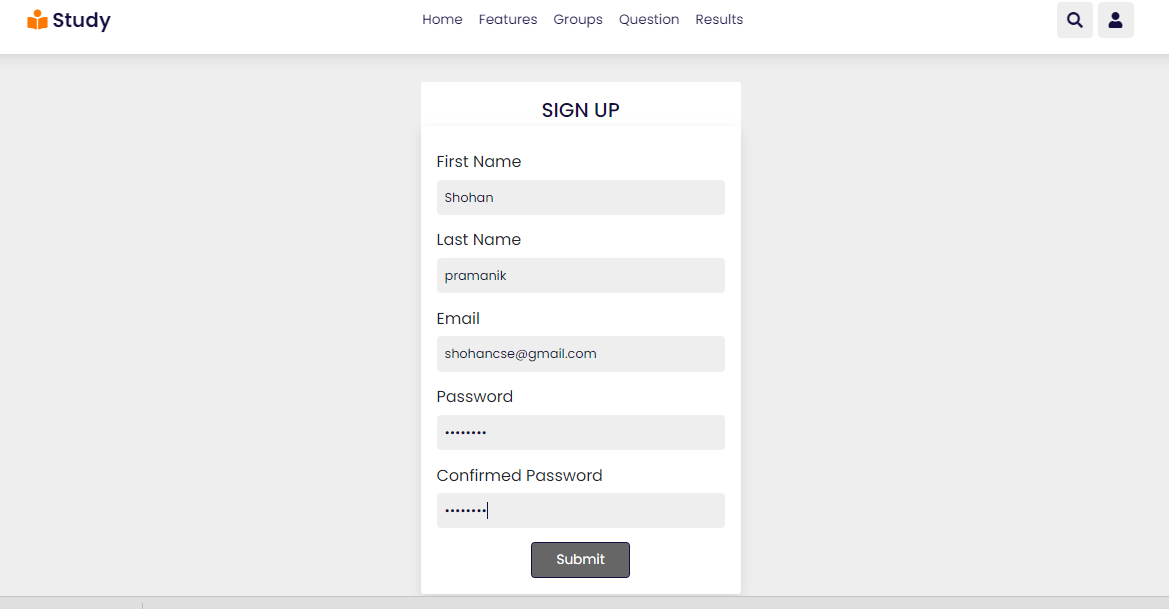 Study
Home Features Groups Question Results
SIGN UP
First Name
Shohan
Last Name
pramanik
Email
shohancse@gmail.com
Password
••••••••
Confirmed Password
••••••••
Submit